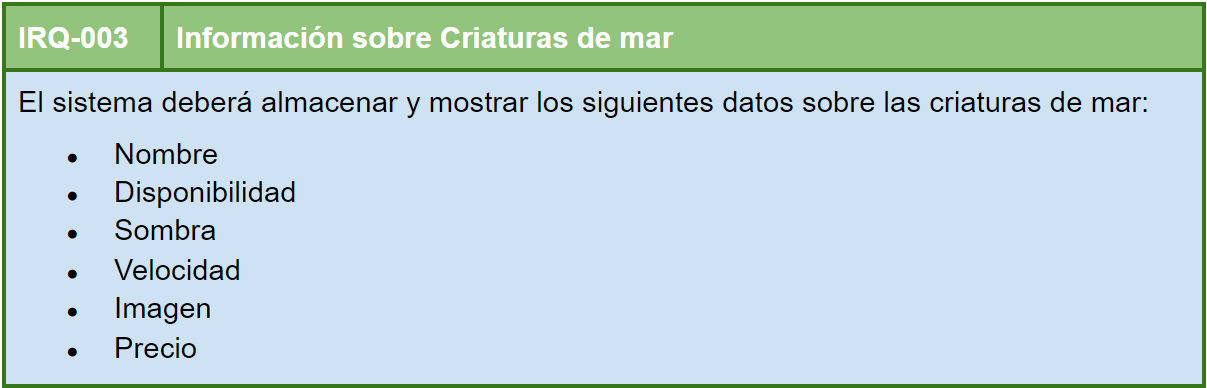 IRQ-003 Información sobre Criaturas de mar
El sistema deberá almacenar y mostrar los siguientes datos sobre las criaturas de mar:
● Nombre
● Disponibilidad
● Sombra
● Velocidad
● Imagen
● Precio